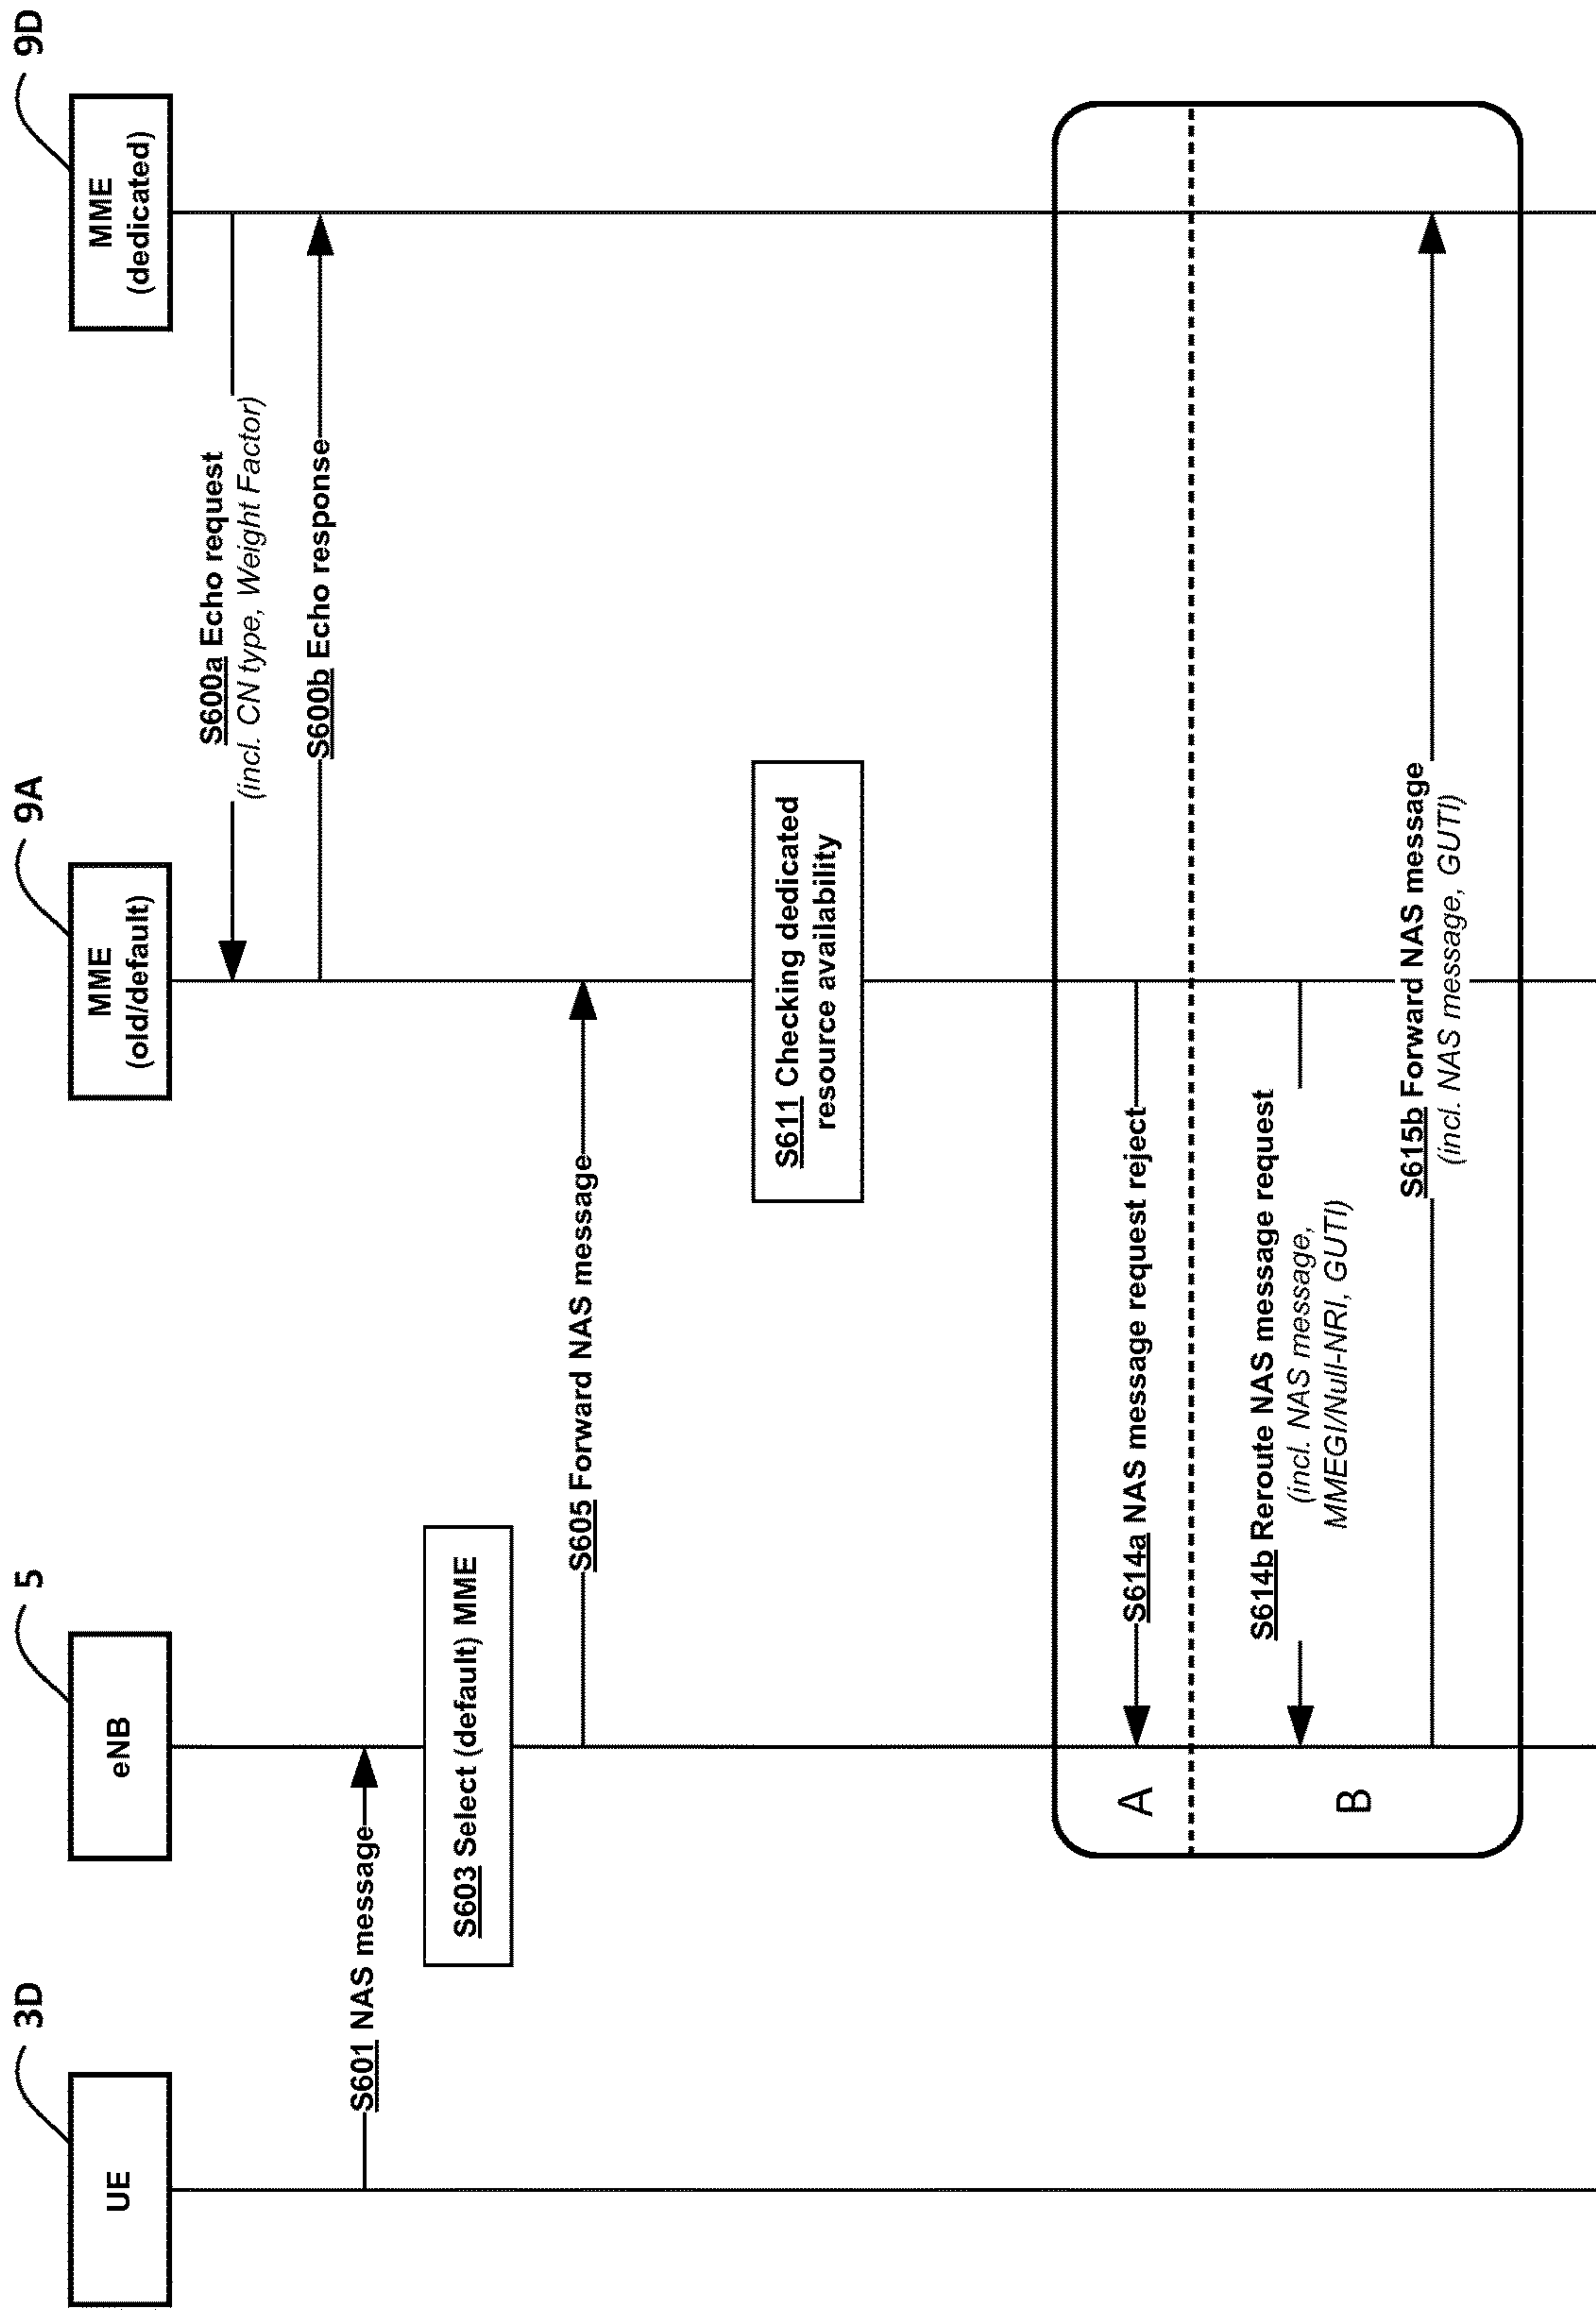 3D
5
9A
9D
UE
eNB
MME
(old/default)
MME
(dedicated)
S600a Echo request
(incl. CN type, Weight Factor)
S600b Echo response
S601 NAS message
S603 Select (default) MME
S605 Forward NAS message
S611 Checking dedicated
resource availability
A
S614a NAS message request reject
B
S614b Reroute NAS message request
(incl. NAS message,
MMEGI/Null-NRI, GUTI)
S615b Forward NAS message
(incl. NAS message, GUTI)